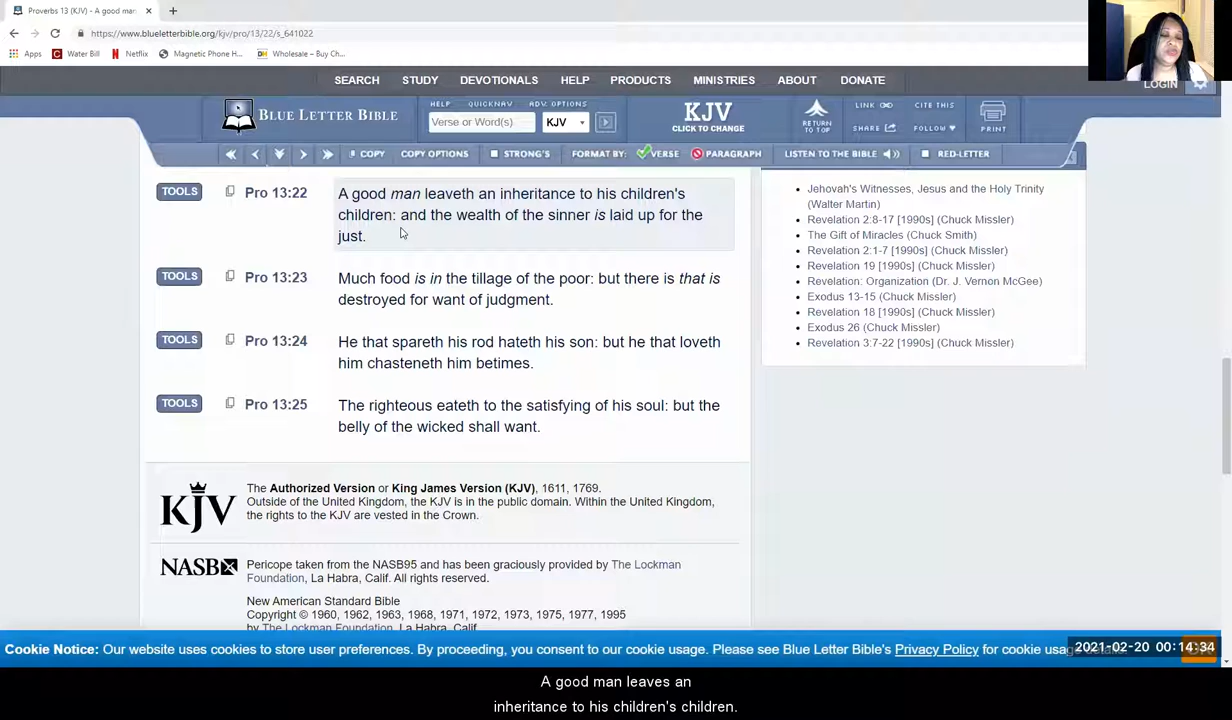 Proverbs 13 (KJV) - A good man
https://www.blueletterbible.org/kjv/pro/13/22/s_641022
Apps Water Bill Netflix Magnetic Phone H... Wholesale – Buy Ch...
SEARCH STUDY DEVOTIONALS HELP PRODUCTS MINISTRIES ABOUT DONATE LOGIN
BLUE LETTER BIBLE
HELP QUICKNAV ADV. OPTIONS
Verse or Word(s) KJV
KJV
CLICK TO CHANGE
RETURN
TO TOP
LINK CITE THIS
SHARE FOLLOW
PRINT
COPY COPY OPTIONS STRONG'S FORMAT BY: VERSE PARAGRAPH LISTEN TO THE BIBLE RED-LETTER
TOOLS Pro 13:22 A good man leaveth an inheritance to his children's
children: and the wealth of the sinner is laid up for the
just.
TOOLS Pro 13:23 Much food is in the tillage of the poor: but there is that is
destroyed for want of judgment.
TOOLS Pro 13:24 He that spareth his rod hateth his son: but he that loveth
him chasteneth him betimes.
TOOLS Pro 13:25 The righteous eateth to the satisfying of his soul: but the
belly of the wicked shall want.
Jehovah's Witnesses, Jesus and the Holy Trinity
(Walter Martin)
Revelation 2:8-17 [1990s] (Chuck Missler)
The Gift of Miracles (Chuck Smith)
Revelation 2:1-7 [1990s] (Chuck Missler)
Revelation 19 [1990s] (Chuck Missler)
Revelation: Organization (Dr. J. Vernon McGee)
Exodus 13-15 (Chuck Missler)
Revelation 18 [1990s] (Chuck Missler)
Exodus 26 (Chuck Missler)
Revelation 3:7-22 [1990s] (Chuck Missler)
KJV
The Authorized Version or King James Version (KJV), 1611, 1769.
Outside of the United Kingdom, the KJV is in the public domain. Within the United Kingdom,
the rights to the KJV are vested in the Crown.
NASB
Pericope taken from the NASB95 and has been graciously provided by The Lockman
Foundation, La Habra, Calif. All rights reserved.
New American Standard Bible
Copyright © 1960, 1962, 1963, 1968, 1971, 1972, 1973, 1975, 1977, 1995
by The Lockman Foundation, La Habra, Calif
Cookie Notice: Our website uses cookies to store user preferences. By proceeding, you consent to our cookie usage. Please see Blue Letter Bible's Privacy Policy for cookie usage
2021-02-20 00:14:34
A good man leaves an
inheritance to his children's children.